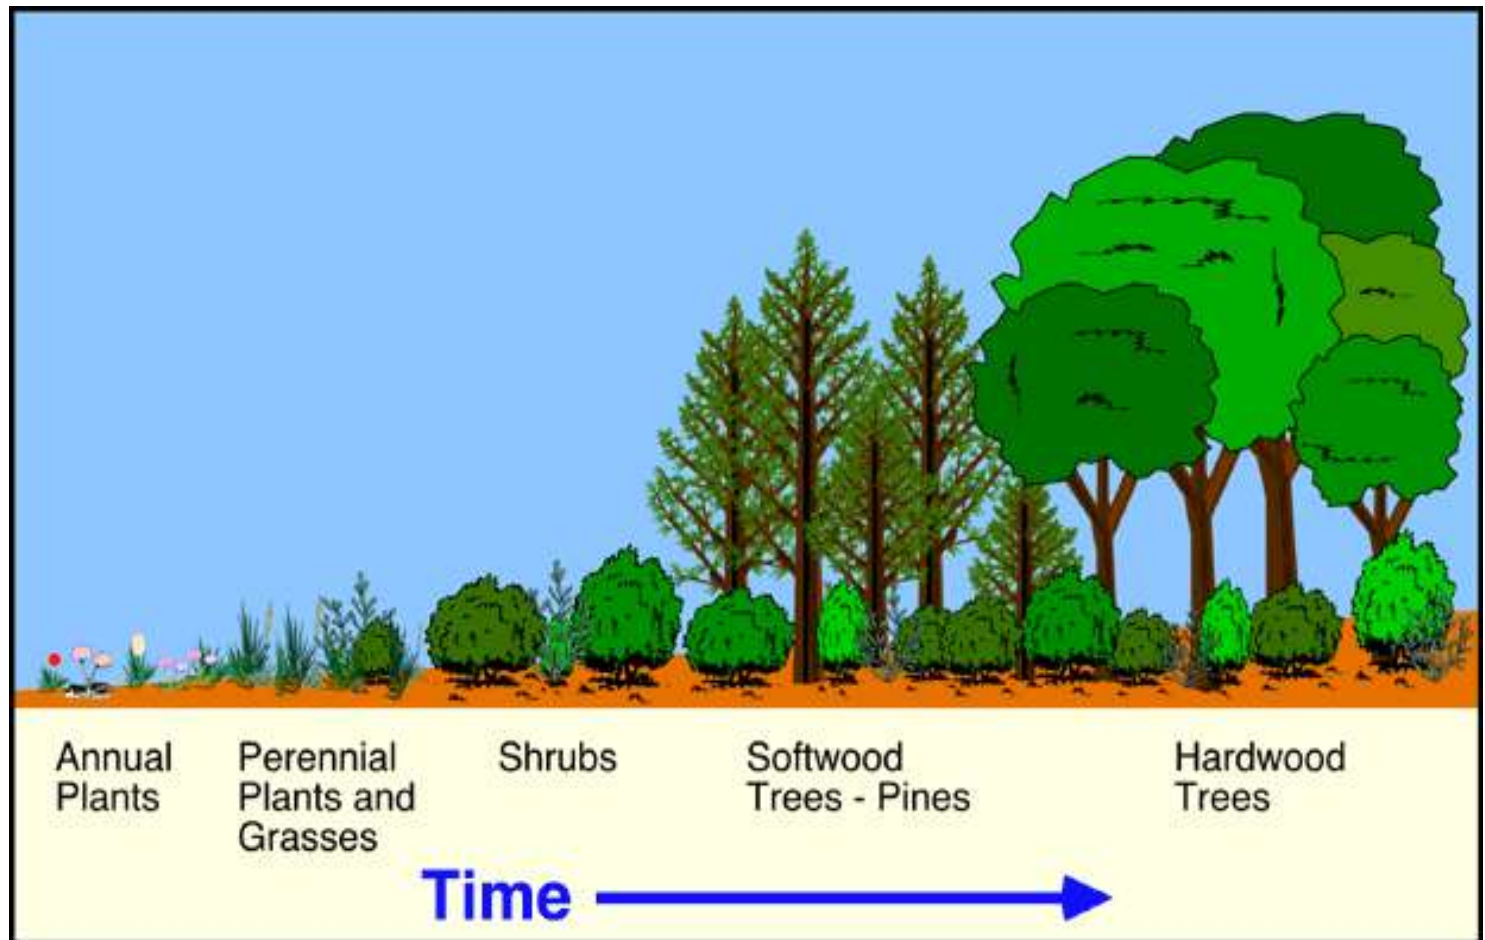 Annual
Plants
Perennial
Plants and
Grasses
Shrubs
Softwood
Trees - Pines
Hardwood
Trees
Time